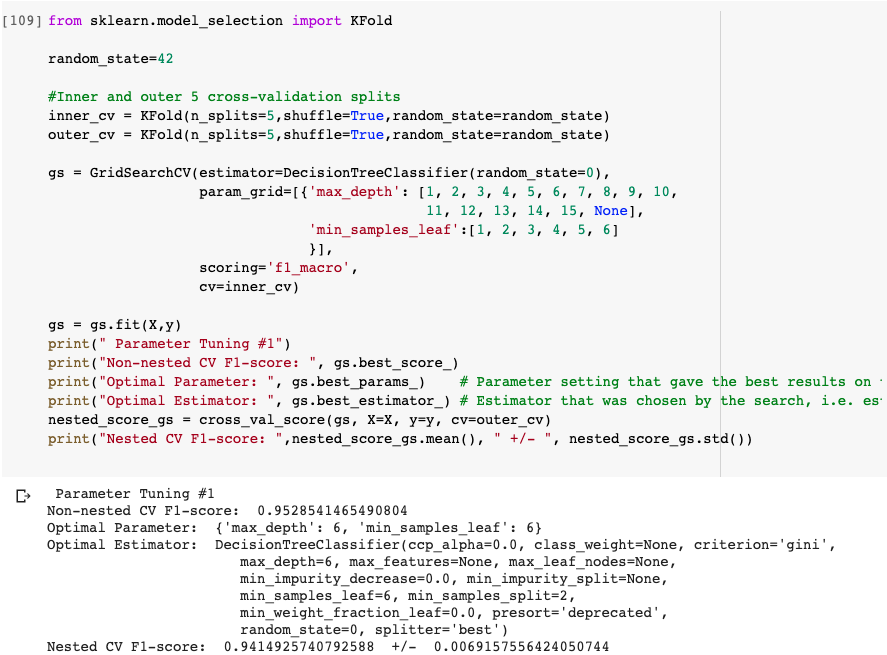 [109] from sklearn.model_selection import KFold
random_state=42
#Inner and outer 5 cross-validation splits
inner_cv = KFold(n_splits=5,shuffle=True,random_state=random_state)
outer_cv = KFold(n_splits=5,shuffle=True,random_state=random_state)
gs = GridSearchCV(estimator=DecisionTreeClassifier(random_state=0),
param_grid=[{'max_depth': [1, 2, 3, 4, 5, 6, 7, 8, 9, 10,
11, 12, 13, 14, 15, None],
'min_samples_leaf':[1, 2, 3, 4, 5, 6]
}],
scoring='f1_macro',
cv=inner_cv)
gs = gs.fit(X,y)
print(" Parameter Tuning #1")
print("Non-nested CV F1-score: ", gs.best_score_)
print("Optimal Parameter: ", gs.best_params_)    # Parameter setting that gave the best results on
print("Optimal Estimator: ", gs.best_estimator_) # Estimator that was chosen by the search, i.e. es
nested_score_gs = cross_val_score(gs, X=X, y=y, cv=outer_cv)
print("Nested CV F1-score: ",nested_score_gs.mean(), " +/- ", nested_score_gs.std())
Parameter Tuning #1
Non-nested CV F1-score:  0.9528541465490804
Optimal Parameter:  {'max_depth': 6, 'min_samples_leaf': 6}
Optimal Estimator:  DecisionTreeClassifier(ccp_alpha=0.0, class_weight=None, criterion='gini',
max_depth=6, max_features=None, max_leaf_nodes=None,
min_impurity_decrease=0.0, min_impurity_split=None,
min_samples_leaf=6, min_samples_split=2,
min_weight_fraction_leaf=0.0, presort='deprecated',
random_state=0, splitter='best')
Nested CV F1-score:  0.9414925740792588  +/-  0.0069157556424050744